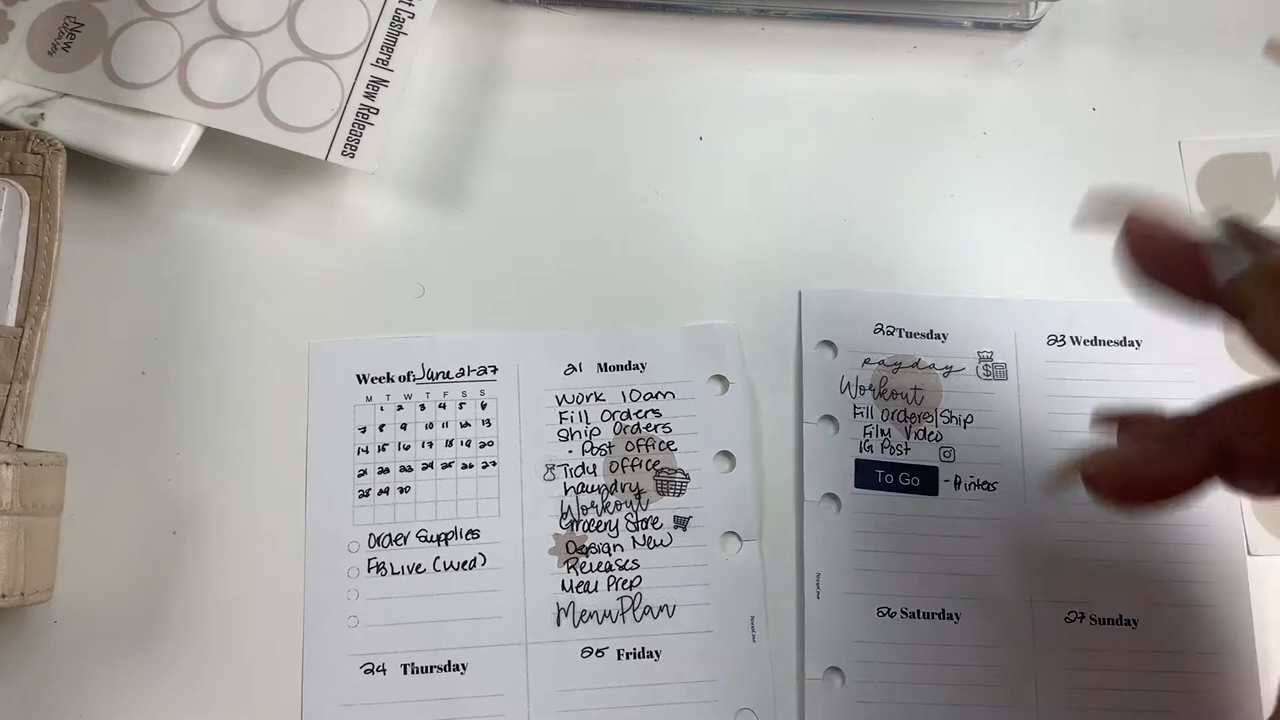 New Releases
t Cashmere| New Releases
Week of: June 21-27
M T W T F S S
1 2 3 4 5 6
7 8 9 10 11 12 13
14 15 16 17 18 19 20
21 22 23 24 25 26 27
28 29 30
Order Supplies
FB Live (Wed)
21 Monday
Work 10am
Fill Orders
Ship Orders
• Post Office
Tidy Office
Laundry
Workout
Grocery Store
Design New
Releases
Meal Prep
Menu Plan
24 Thursday
25 Friday
22 Tuesday
payday
Workout
Fill Orders/Ship
Film Video
IG Post
To Go - Printers
23 Wednesday
26 Saturday
27 Sunday